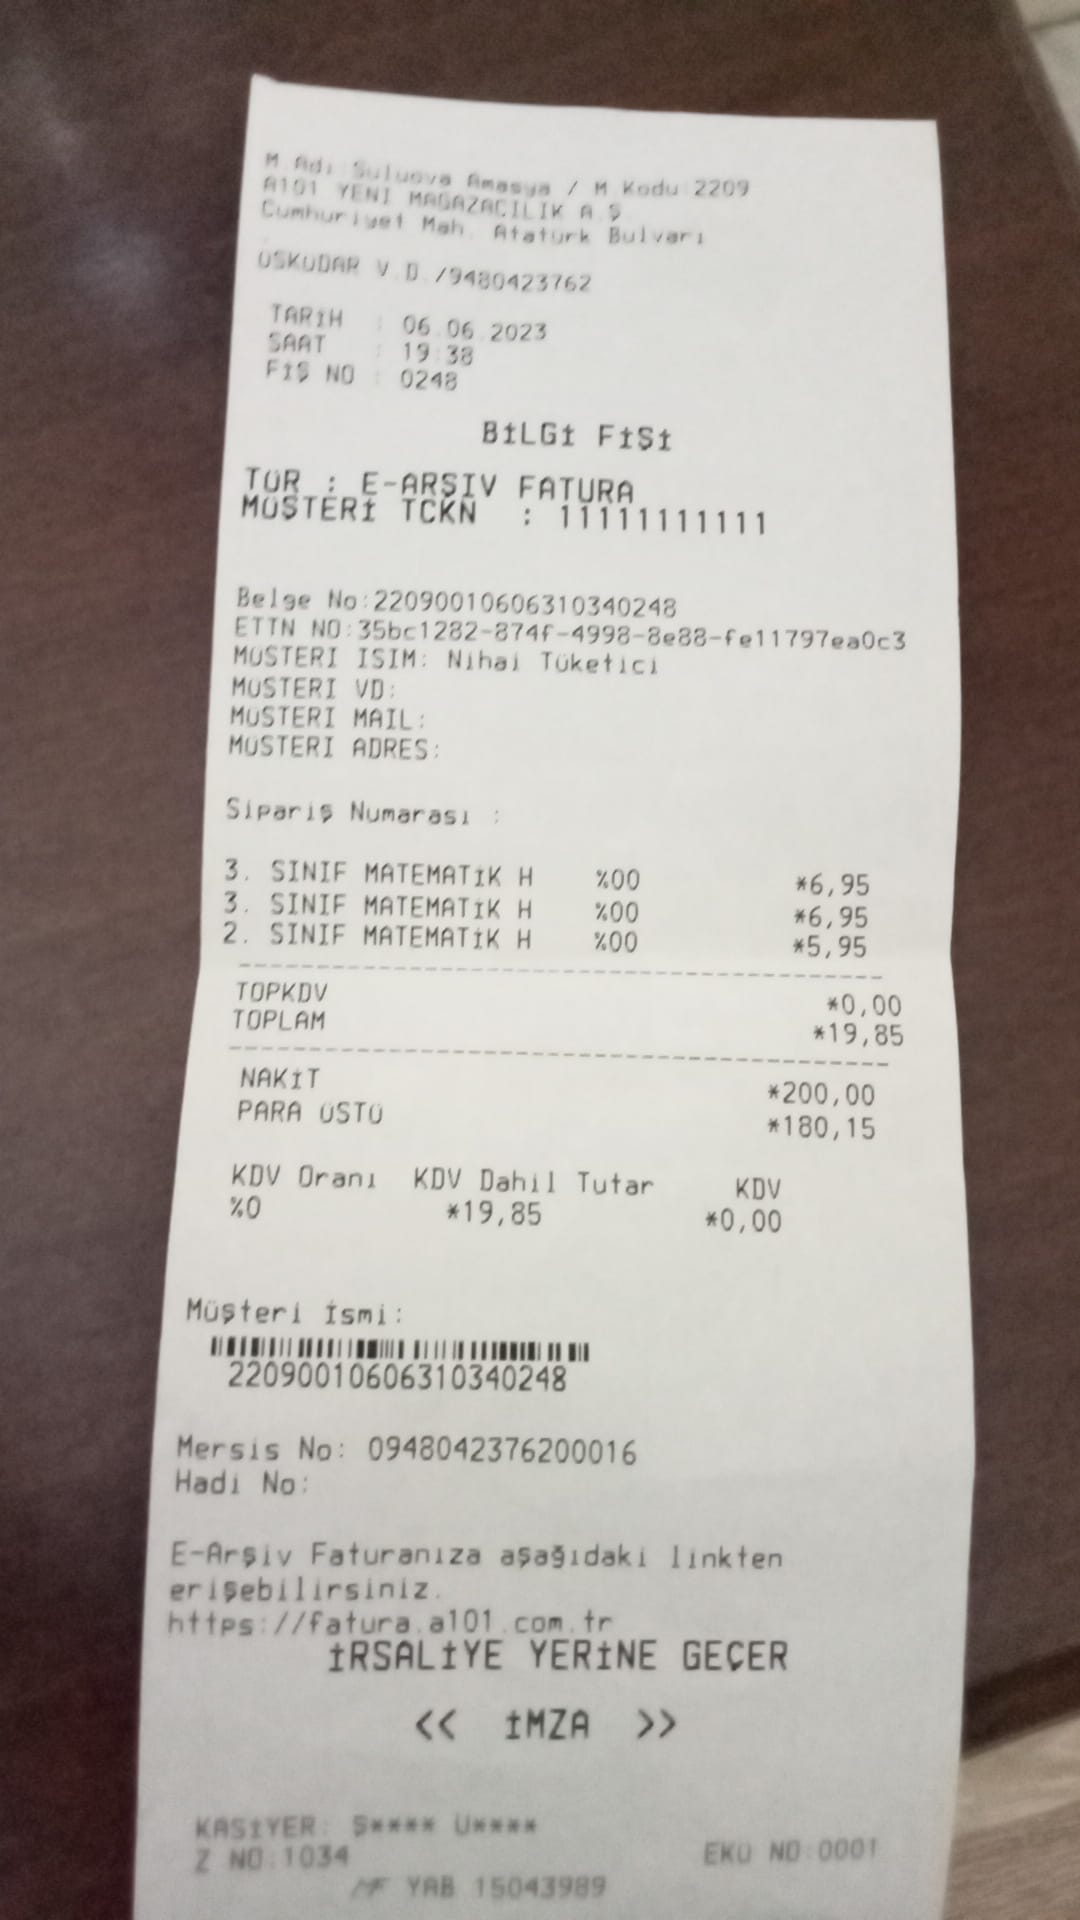 M.Adı:Suluova Amasya / M.Kodu:2209
A101 YENİ MAĞAZACILIK A.Ş
Cumhuriyet Mah. Atatürk Bulvarı
ÜSKÜDAR V.D./9480423762
TARİH : 06.06.2023
SAAT : 19:38
FİŞ NO : 0248
BİLGİ FİŞİ
TÜR : E-ARŞIV FATURA
MÜŞTERİ TCKN : 11111111111
Belge No:22090010606310340248
ETTN NO:35bc1282-874f-4998-8e88-fe11797ea0c3
MÜSTERI ISIM: Nihai Tüketici
MÜSTERI VD:
MÜSTERI MAIL:
MÜSTERI ADRES:
Sipariş Numarası :
3. SINIF MATEMATİK H %00 *6,95
3. SINIF MATEMATİK H %00 *6,95
2. SINIF MATEMATİK H %00 *5,95
TOPKDV *0,00
TOPLAM *19,85
NAKİT *200,00
PARA ÜSTÜ *180,15
KDV Oranı KDV Dahil Tutar KDV
%0 *19,85 *0,00
Müşteri İsmi:
22090010606310340248
Mersis No: 0948042376200016
Hadi No:
E-Arşiv Faturanıza aşağıdaki linkten
erişebilirsiniz.
https://fatura.a101.com.tr
İRSALİYE YERİNE GEÇER
<< İMZA >>
KASİYER: Ş**** U****
Z NO:1034 EKÜ NO:0001
MF YAB 15043989